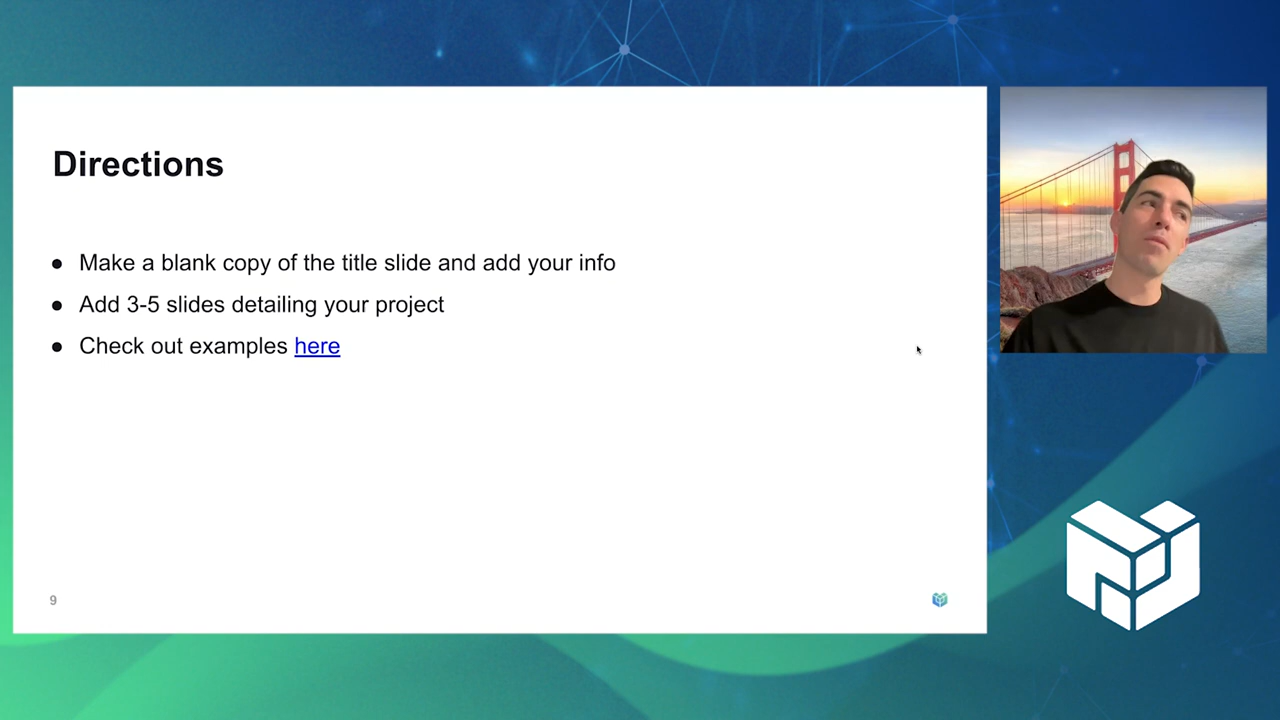 Directions
● Make a blank copy of the title slide and add your info
● Add 3-5 slides detailing your project
● Check out examples here
9